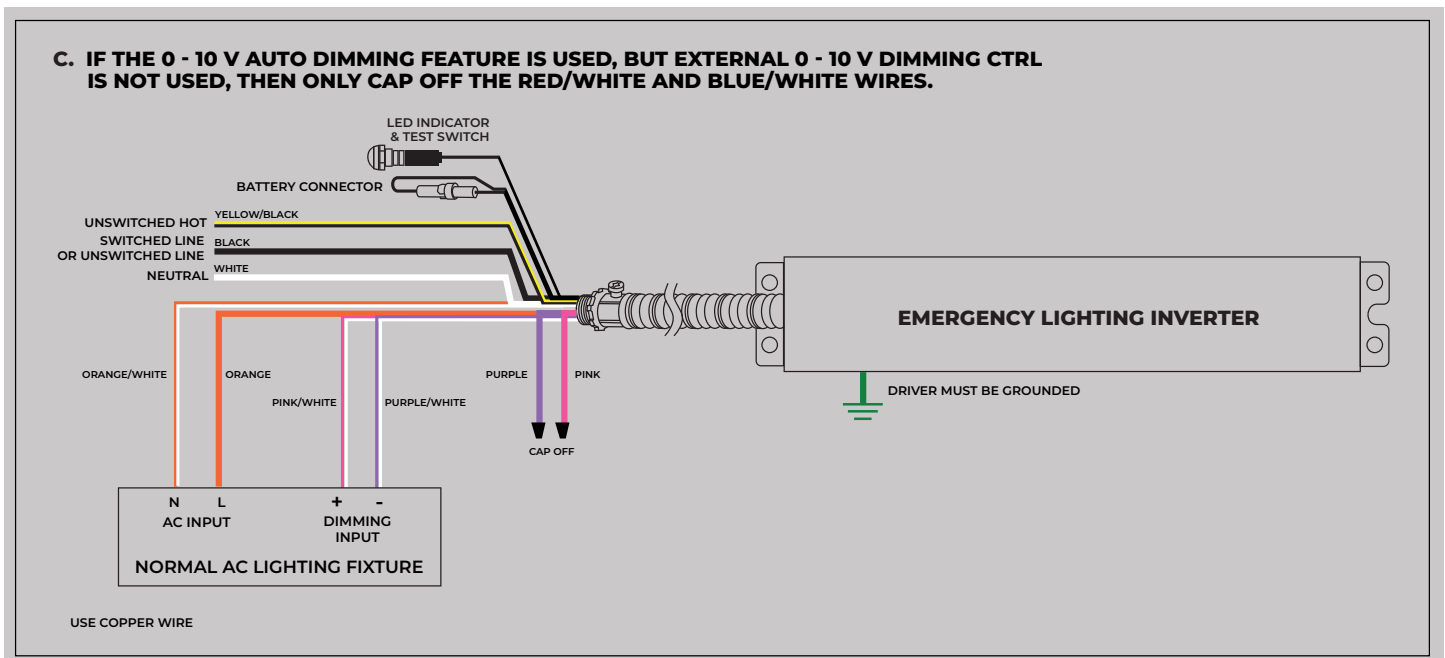 C. IF THE 0 - 10 V AUTO DIMMING FEATURE IS USED, BUT EXTERNAL 0 - 10 V DIMMING CTRL
IS NOT USED, THEN ONLY CAP OFF THE RED/WHITE AND BLUE/WHITE WIRES.
LED INDICATOR
& TEST SWITCH
BATTERY CONNECTOR
UNSWITCHED HOT
YELLOW/BLACK
SWITCHED LINE
OR UNSWITCHED LINE
BLACK
NEUTRAL
WHITE
EMERGENCY LIGHTING INVERTER
ORANGE/WHITE
ORANGE
PINK/WHITE
PURPLE/WHITE
PURPLE
PINK
DRIVER MUST BE GROUNDED
CAP OFF
N L
AC INPUT
+ -
DIMMING
INPUT
NORMAL AC LIGHTING FIXTURE
USE COPPER WIRE